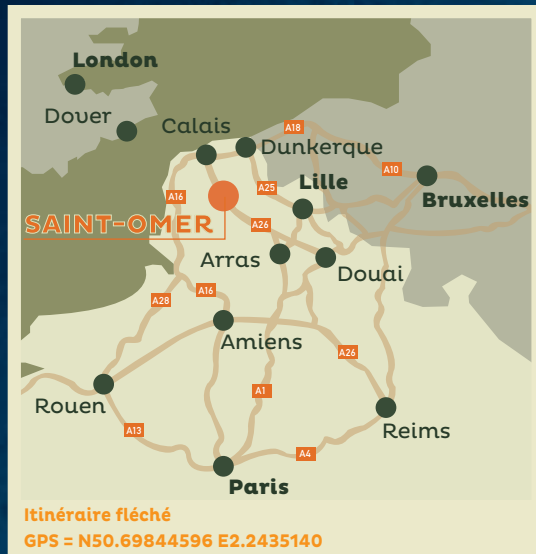 London
Dover
Calais
A18
Dunkerque
A10
A16
A25
Lille
Bruxelles
SAINT-OMER
A26
Arras
Douai
A28
A16
Amiens
A26
Rouen
A1
Reims
A13
A4
Paris
Itinéraire fléché
GPS = N50.69844596 E2.2435140